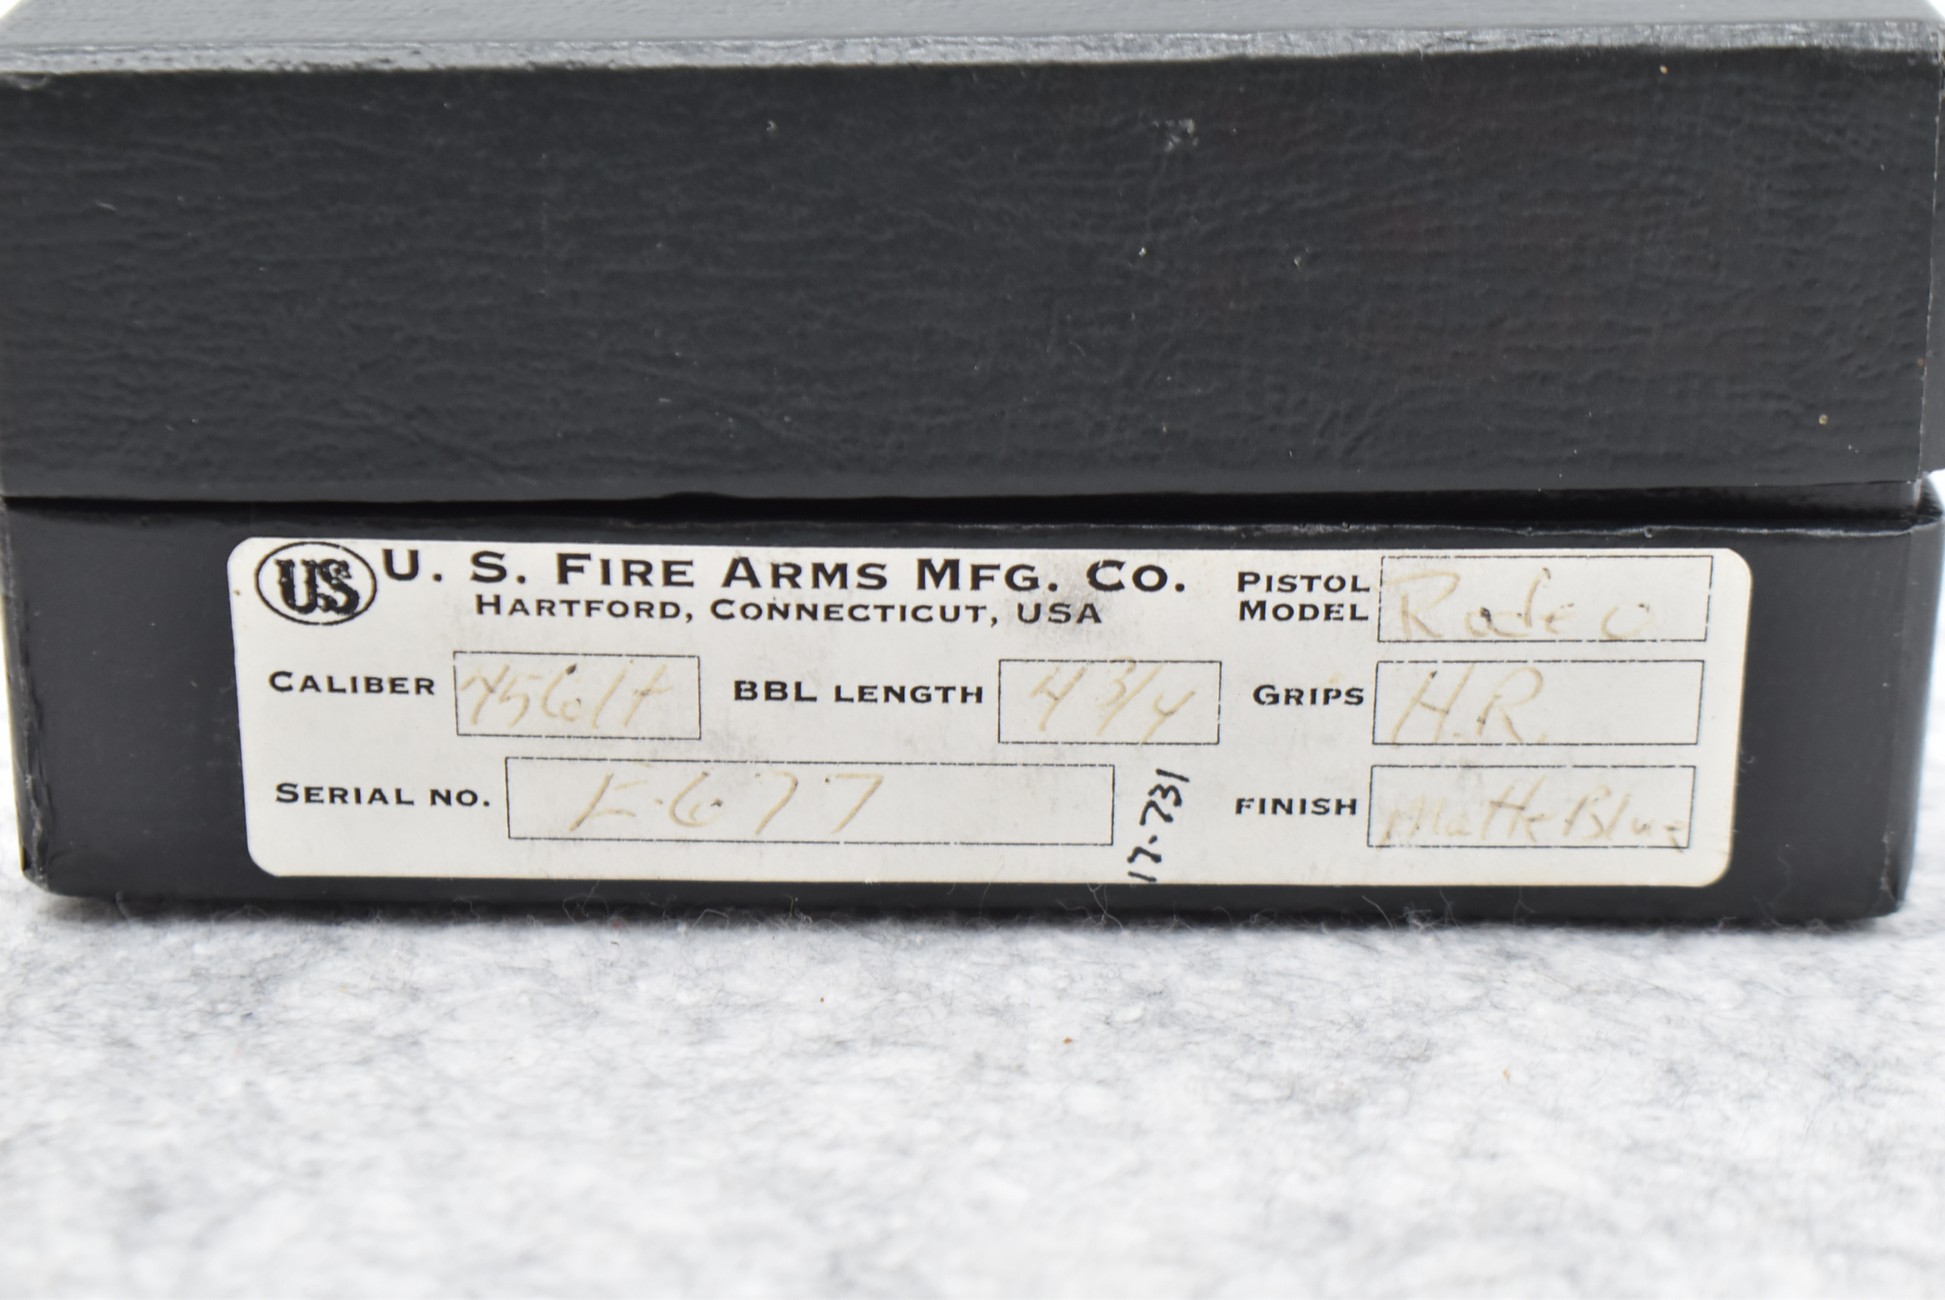 US U. S. FIRE ARMS MFG. CO.
HARTFORD, CONNECTICUT, USA
PISTOL MODEL Rodeo
CALIBER 45Colt BBL LENGTH 4 3/4 GRIPS H.R.
SERIAL NO. E677 FINISH Matte Blue
17-731